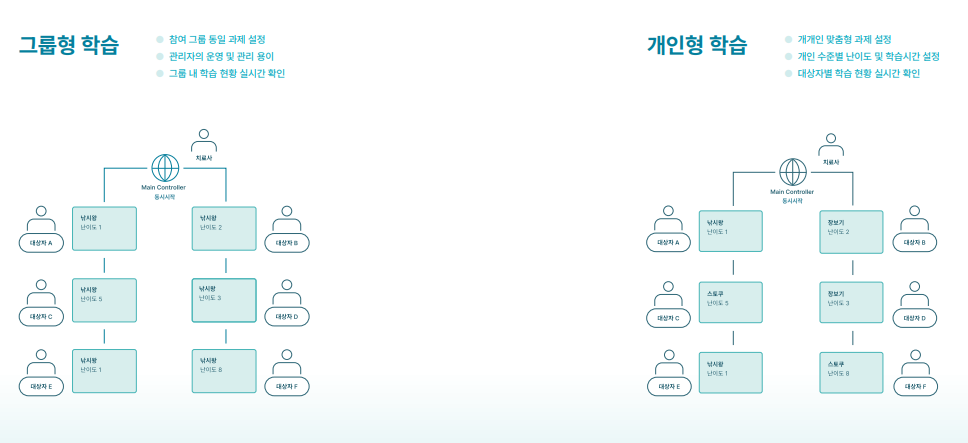 그룹형 학습
참여 그룹 동일 과제 설정
관리자의 운영 및 관리 용이
그룹 내 학습 현황 실시간 확인
치료사
Main Controller
동시시작
낚시왕
난이도 1
대상자 A
낚시왕
난이도 2
대상자 B
낚시왕
난이도 5
대상자 C
낚시왕
난이도 3
대상자 D
낚시왕
난이도 1
대상자 E
낚시왕
난이도 8
대상자 F
개인형 학습
개개인 맞춤형 과제 설정
개인 수준별 난이도 및 학습시간 설정
대상자별 학습 현황 실시간 확인
치료사
Main Controller
동시시작
낚시왕
난이도 1
대상자 A
장보기
난이도 2
대상자 B
스토쿠
난이도 5
대상자 C
장보기
난이도 3
대상자 D
낚시왕
난이도 1
대상자 E
스토쿠
난이도 8
대상자 F